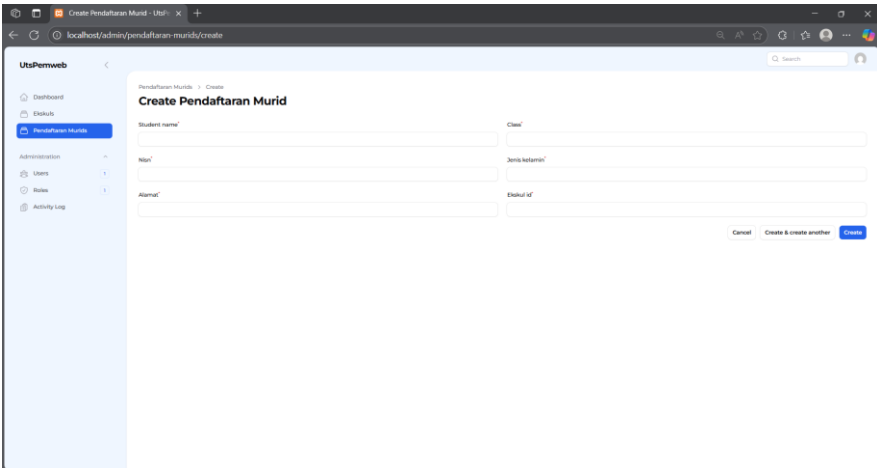 Create Pendaftaran Murid - UtsPe
localhost/admin/pendaftaran-murids/create
UtsPemweb
Search
Dashboard
Ekskuls
Pendaftaran Murids
Administration
Users 1
Roles 1
Activity Log
Pendaftaran Murids > Create
Create Pendaftaran Murid
Student name* Class*
Nisn* Jenis kelamin*
Alamat* Ekskul id*
Cancel Create & create another Create